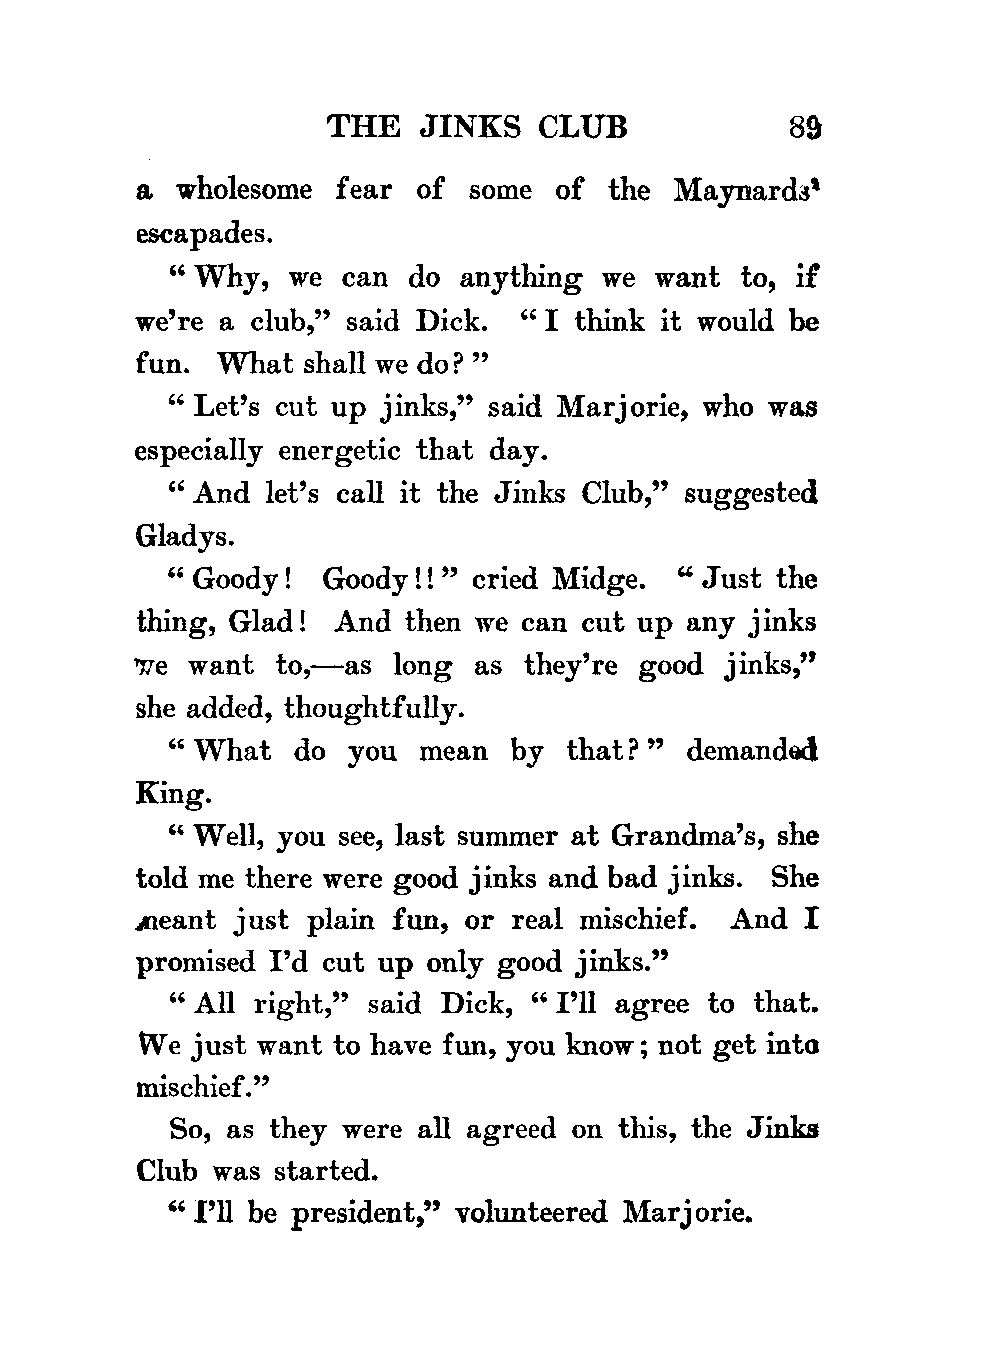 THE JINKS CLUB 89
a wholesome fear of some of the Maynards'
escapades.
"Why, we can do anything we want to, if
we're a club," said Dick. "I think it would be
fun. What shall we do?"
"Let's cut up jinks," said Marjorie, who was
especially energetic that day.
"And let's call it the Jinks Club," suggested
Gladys.
"Goody! Goody!!" cried Midge. "Just the
thing, Glad! And then we can cut up any jinks
we want to,—as long as they're good jinks,"
she added, thoughtfully.
"What do you mean by that?" demanded
King.
"Well, you see, last summer at Grandma's, she
told me there were good jinks and bad jinks. She
meant just plain fun, or real mischief. And I
promised I'd cut up only good jinks."
"All right," said Dick, "I'll agree to that.
We just want to have fun, you know; not get into
mischief."
So, as they were all agreed on this, the Jinks
Club was started.
"I'll be president," volunteered Marjorie.